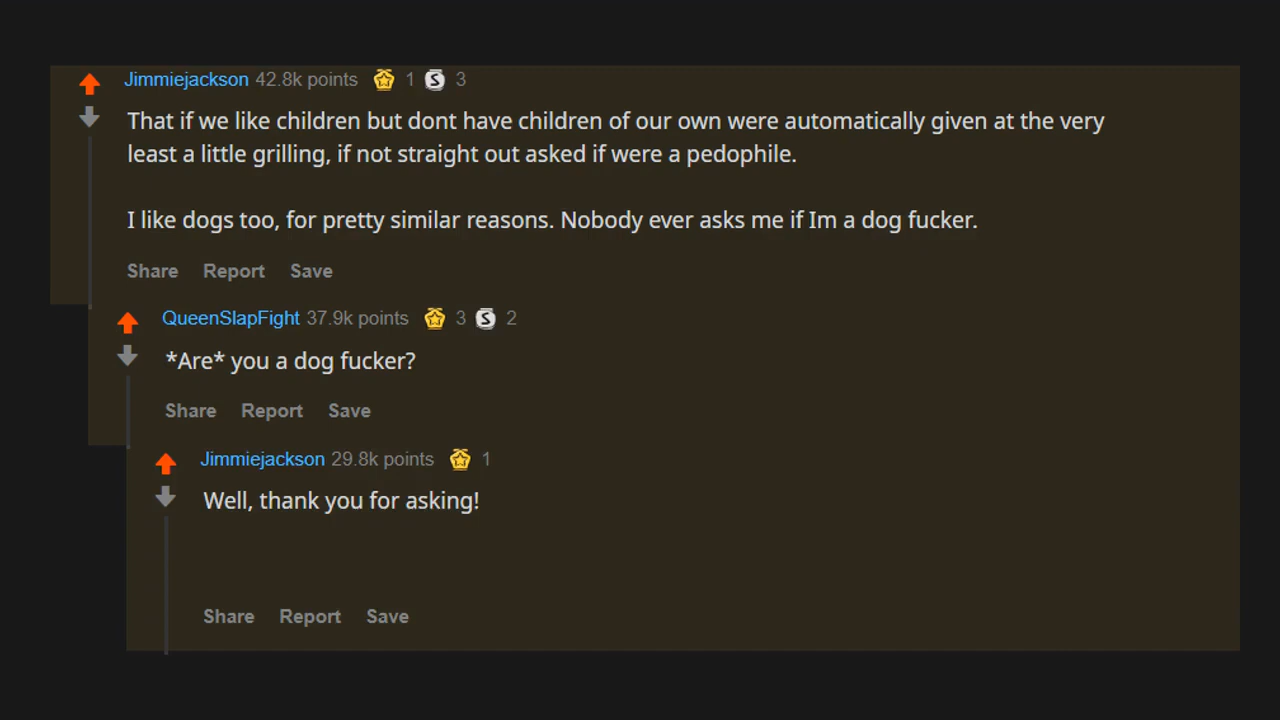 Jimmiejackson 42.8k points 1 3
That if we like children but dont have children of our own were automatically given at the very
least a little grilling, if not straight out asked if were a pedophile.
I like dogs too, for pretty similar reasons. Nobody ever asks me if Im a dog fucker.
Share Report Save
QueenSlapFight 37.9k points 3 S 2
*Are* you a dog fucker?
Share Report Save
Jimmiejackson 29.8k points 1
Well, thank you for asking!
Share Report Save